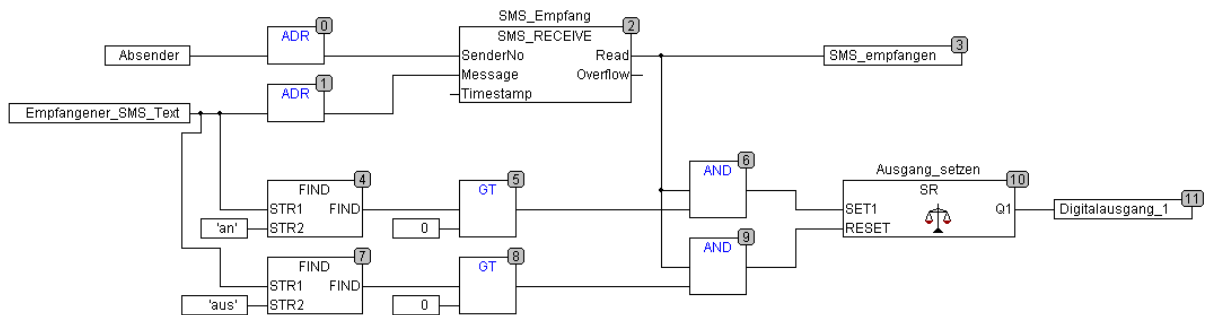 SMS_Empfang
0
ADR
2
SMS_RECEIVE
Absender
SenderNo
Read
3
SMS_empfangen
1
ADR
Message
Overflow
Timestamp
Empfangener_SMS_Text
4
FIND
STR1
FIND
'an'
STR2
5
GT
0
6
AND
Ausgang_setzen
10
SR
SET1
Q1
RESET
11
Digitalausgang_1
7
FIND
STR1
FIND
'aus'
STR2
8
GT
0
9
AND